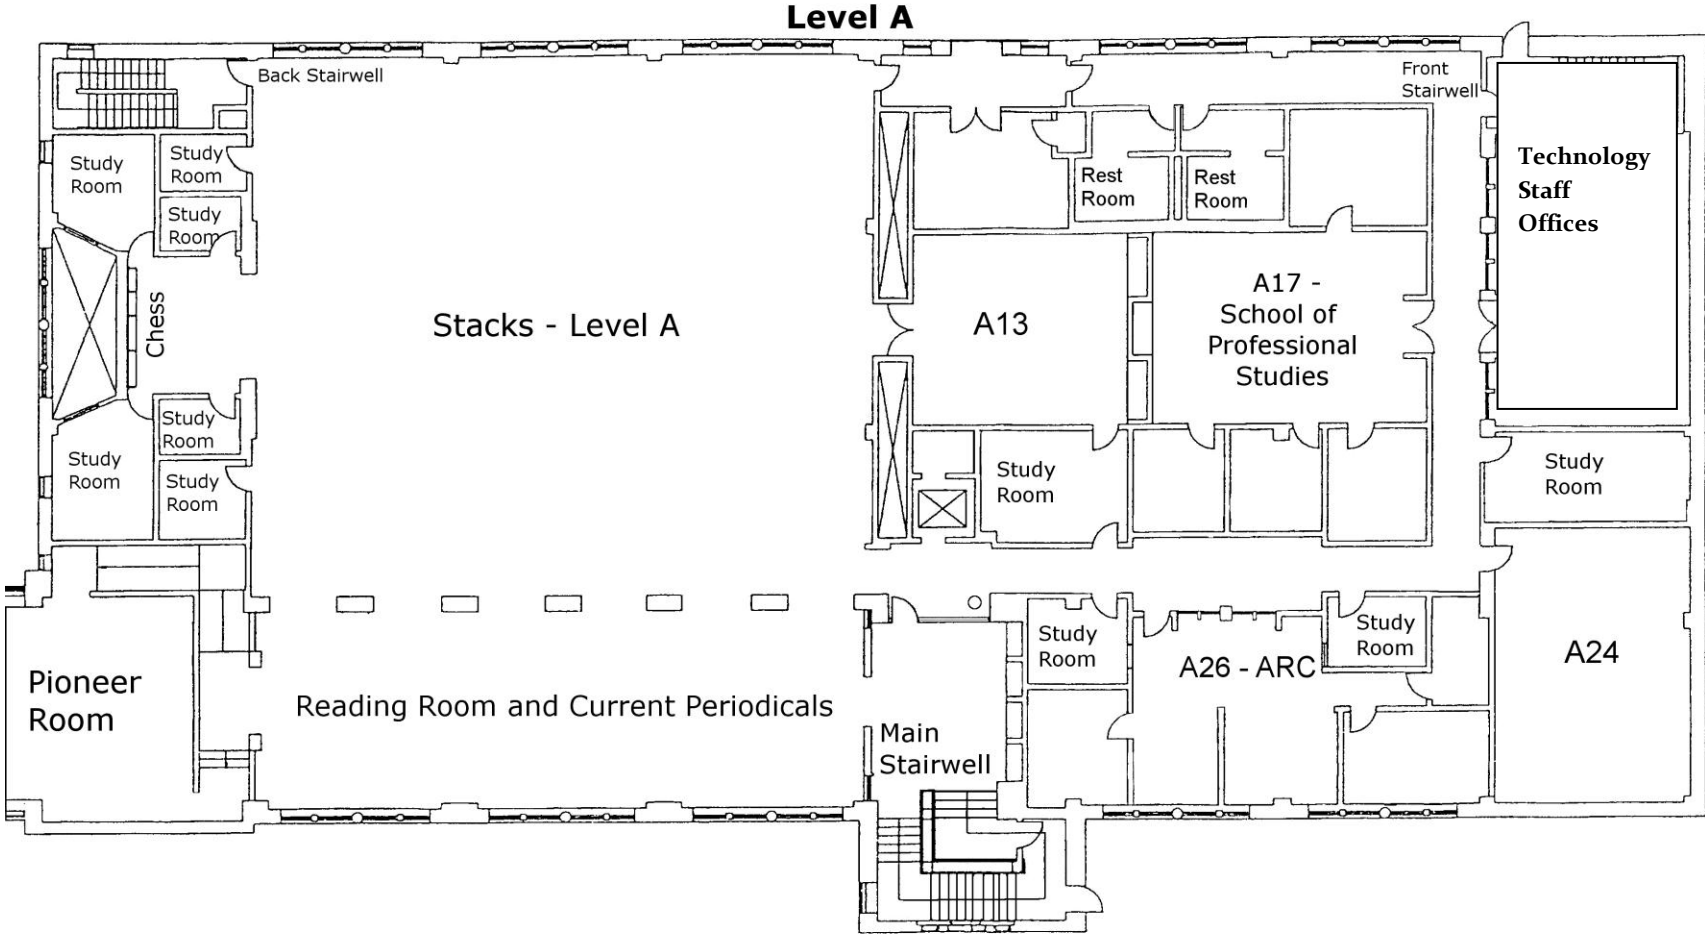 Level A
Back Stairwell
Front
Stairwell
Study
Room
Study
Room
Study
Room
Rest
Room
Rest
Room
Technology
Staff
Offices
Chess
Stacks - Level A
A13
A17 -
School of
Professional
Studies
Study
Room
Study
Room
Study
Room
Study
Room
Study
Room
Pioneer
Room
Reading Room and Current Periodicals
Main
Stairwell
Study
Room
A26 - ARC
Study
Room
A24